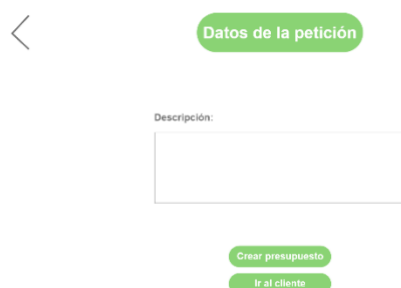 Datos de la petición
Descripción:
Crear presupuesto
Ir al cliente